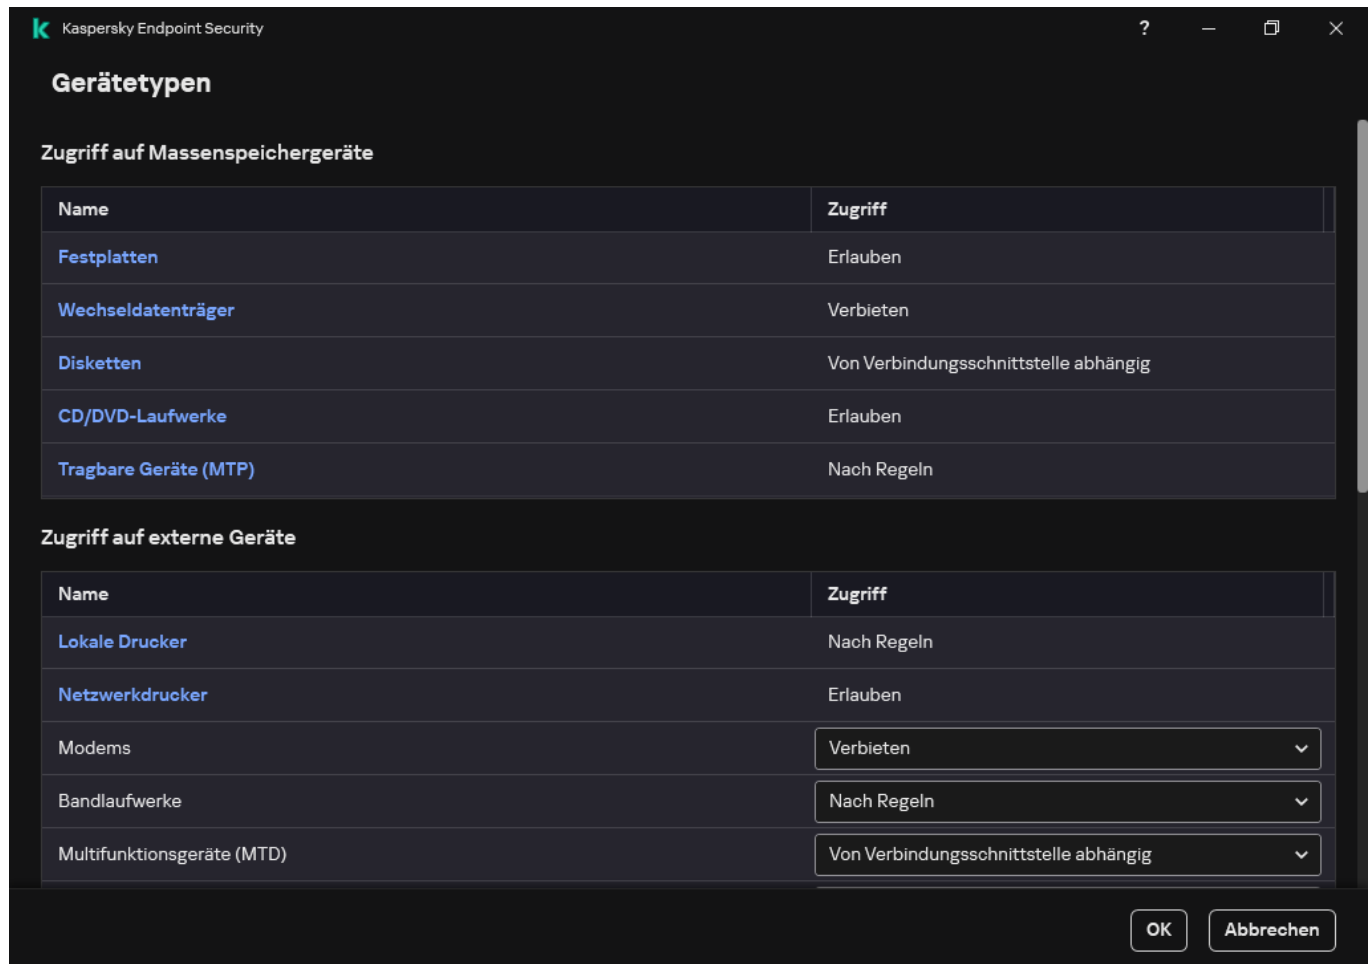 Kaspersky Endpoint Security ?
Gerätetypen
Zugriff auf Massenspeichergeräte
Name Zugriff
Festplatten Erlauben
Wechseldatenträger Verbieten
Disketten Von Verbindungsschnittstelle abhängig
CD/DVD-Laufwerke Erlauben
Tragbare Geräte (MTP) Nach Regeln
Zugriff auf externe Geräte
Name Zugriff
Lokale Drucker Nach Regeln
Netzwerkdrucker Erlauben
Modems Verbieten
Bandlaufwerke Nach Regeln
Multifunktionsgeräte (MTD) Von Verbindungsschnittstelle abhängig
OK Abbrechen